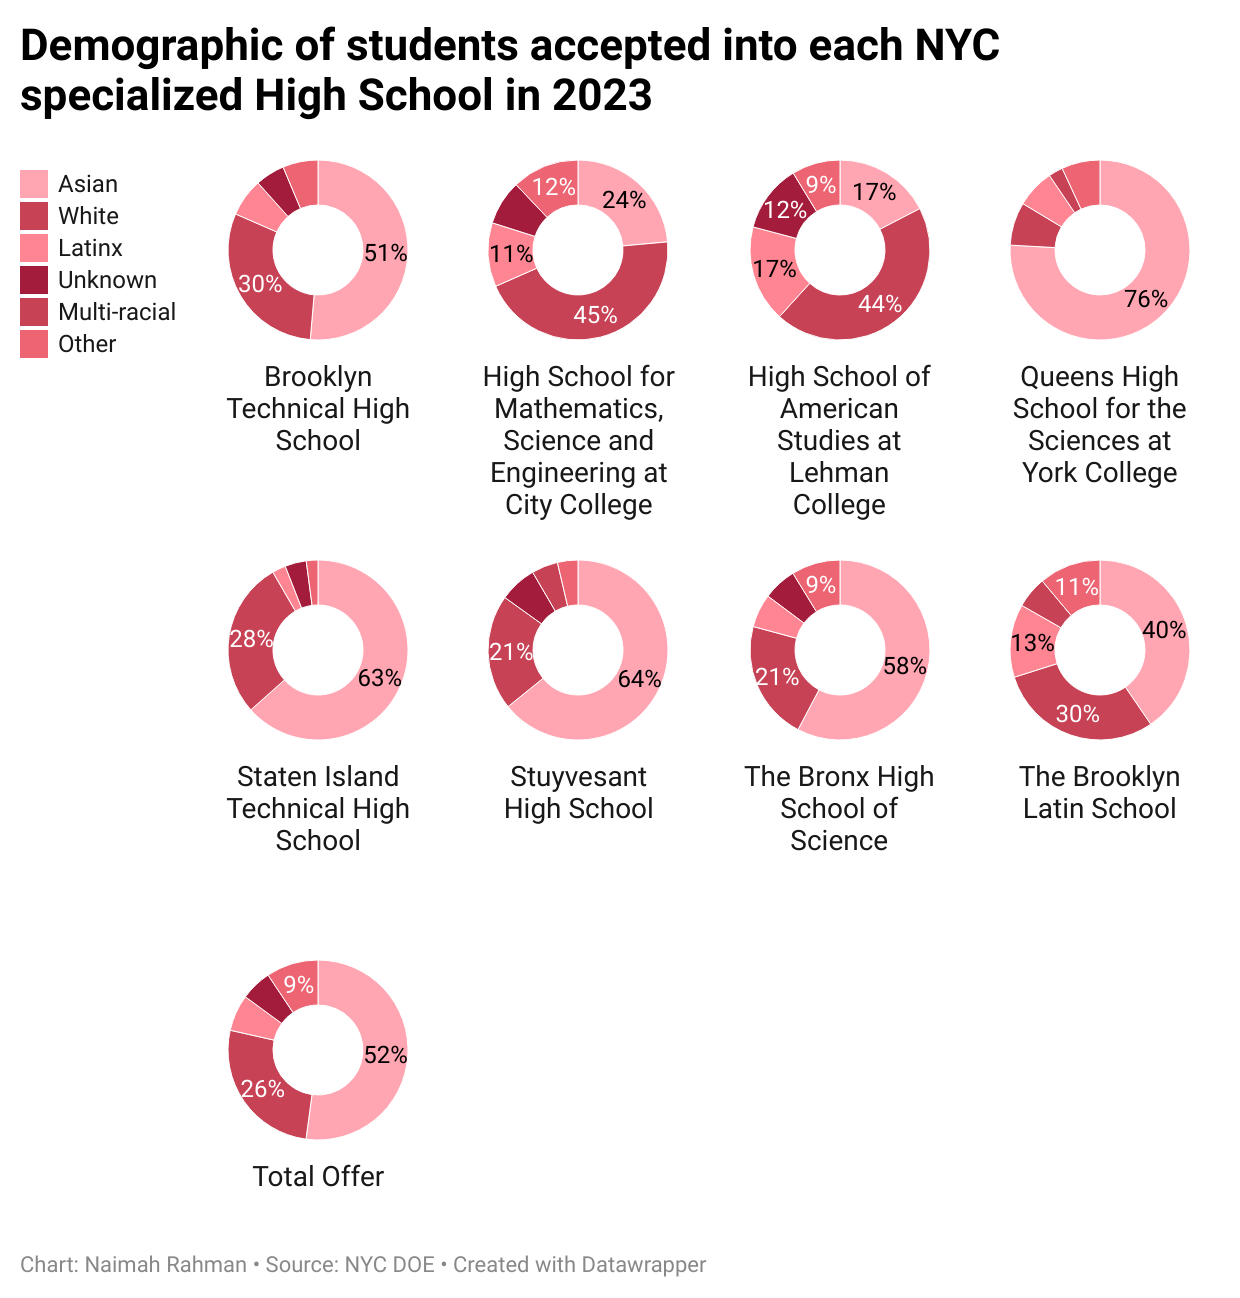 Demographic of students accepted into each NYC
specialized High School in 2023
Asian
White
Latinx
Unknown
Multi-racial
Other
51%
30%
Brooklyn
Technical High
School
12%
24%
11%
45%
High School for
Mathematics,
Science and
Engineering at
City College
9%
17%
12%
17%
44%
High School of
American
Studies at
Lehman
College
76%
Queens High
School for the
Sciences at
York College
28%
63%
Staten Island
Technical High
School
21%
64%
Stuyvesant
High School
9%
58%
21%
The Bronx High
School of
Science
11%
40%
13%
30%
The Brooklyn
Latin School
9%
52%
26%
Total Offer
Chart: Naimah Rahman • Source: NYC DOE • Created with Datawrapper